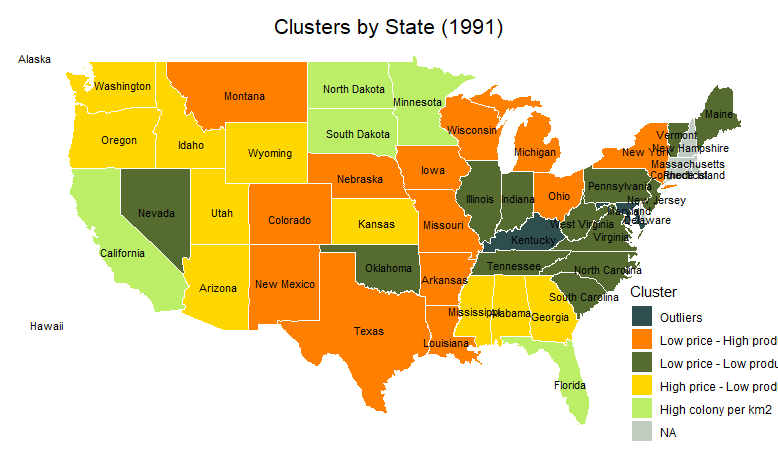 Clusters by State (1991)
Alaska
Washington
Montana
North Dakota
Minnesota
Maine
Vermont
New Hampshire
Oregon
Idaho
South Dakota
Wisconsin
Michigan
New York
Massachusetts
Connecticut
Rhode Island
Wyoming
Iowa
Nebraska
Illinois
Indiana
Ohio
Pennsylvania
New Jersey
Maryland
Delaware
Nevada
Utah
Colorado
Kansas
Missouri
Kentucky
West Virginia
Virginia
California
Arizona
New Mexico
Oklahoma
Arkansas
Tennessee
North Carolina
South Carolina
Mississippi
Alabama
Georgia
Hawaii
Texas
Louisiana
Florida
Cluster
Outliers
Low price - High produ
Low price - Low produ
High price - Low produ
High colony per km2
NA